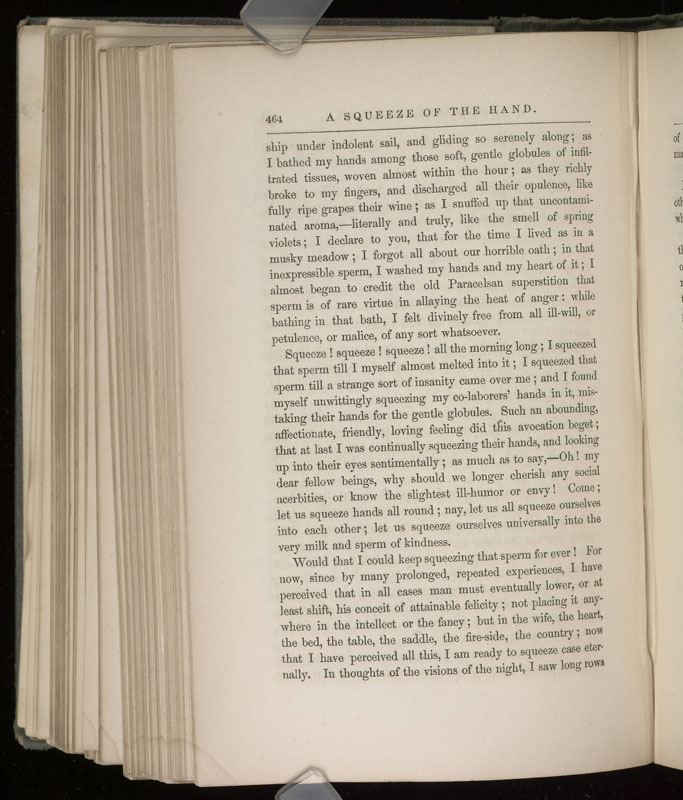 464 A SQUEEZE OF THE HAND.
ship under indolent sail, and gliding so serenely along; as
I bathed my hands among those soft, gentle globules of infil-
trated tissues, woven almost within the hour; as they richly
broke to my fingers, and discharged all their opulence, like
fully ripe grapes their wine; as I snuffed up that uncontami-
nated aroma,—literally and truly, like the smell of spring
violets; I declare to you, that for the time I lived as in a
musky meadow; I forgot all about our horrible oath; in that
inexpressible sperm, I washed my hands and my heart of it; I
almost began to credit the old Paracelsan superstition that
sperm is of rare virtue in allaying the heat of anger: while
bathing in that bath, I felt divinely free from all ill-will, or
petulence, or malice, of any sort whatsoever.
Squeeze! squeeze! squeeze! all the morning long; I squeezed
that sperm till I myself almost melted into it; I squeezed that
sperm till a strange sort of insanity came over me; and I found
myself unwittingly squeezing my co-laborers' hands in it, mis-
taking their hands for the gentle globules. Such an abounding,
affectionate, friendly, loving feeling did this avocation beget;
that at last I was continually squeezing their hands, and looking
up into their eyes sentimentally; as much as to say,—Oh! my
dear fellow beings, why should we longer cherish any social
acerbities, or know the slightest ill-humor or envy! Come;
let us squeeze hands all round; nay, let us all squeeze ourselves
into each other; let us squeeze ourselves universally into the
very milk and sperm of kindness.
Would that I could keep squeezing that sperm for ever! For
now, since by many prolonged, repeated experiences, I have
perceived that in all cases man must eventually lower, or at
least shift, his conceit of attainable felicity; not placing it any-
where in the intellect or the fancy; but in the wife, the heart,
the bed, the table, the saddle, the fire-side, the country; now
that I have perceived all this, I am ready to squeeze case eter-
nally. In thoughts of the visions of the night, I saw long rows
of